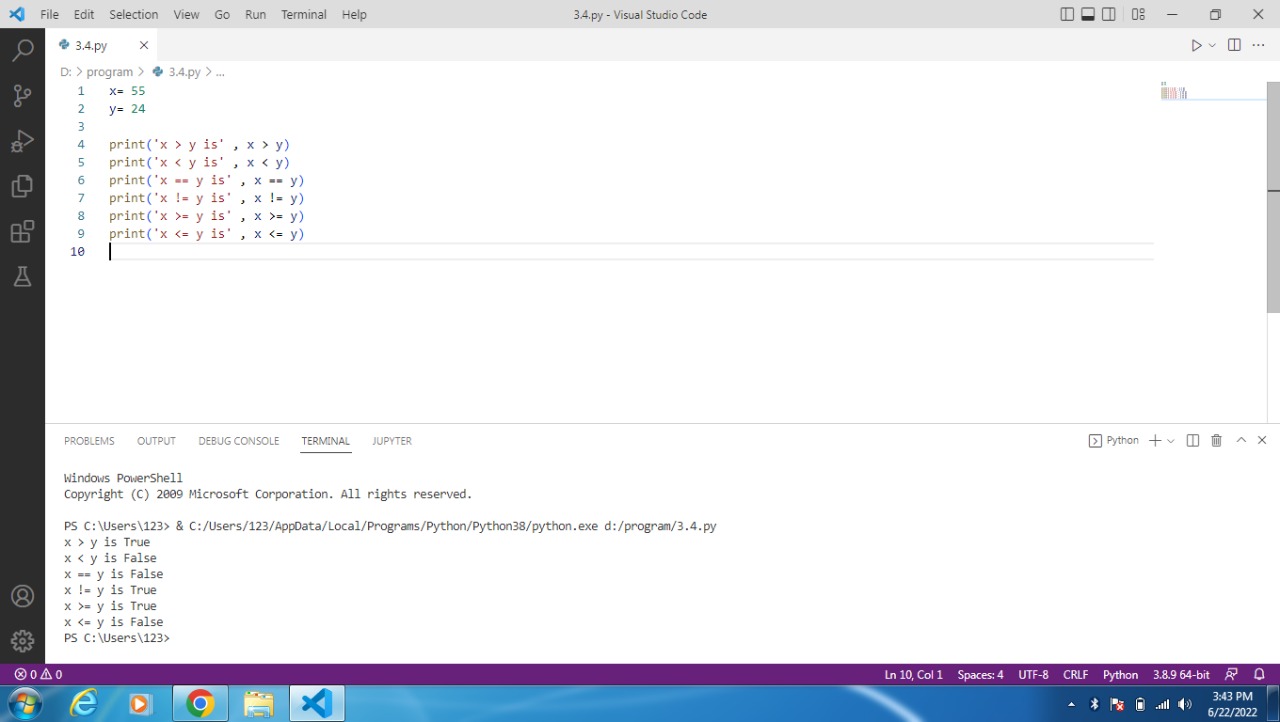 File Edit Selection View Go Run Terminal Help 3.4.py - Visual Studio Code
3.4.py
D: > program > 3.4.py > ...
1 x= 55
2 y= 24
3
4 print('x > y is' , x > y)
5 print('x < y is' , x < y)
6 print('x == y is' , x == y)
7 print('x != y is' , x != y)
8 print('x >= y is' , x >= y)
9 print('x <= y is' , x <= y)
10
PROBLEMS OUTPUT DEBUG CONSOLE TERMINAL JUPYTER Python
Windows PowerShell
Copyright (C) 2009 Microsoft Corporation. All rights reserved.
PS C:\Users\123> & C:/Users/123/AppData/Local/Programs/Python/Python38/python.exe d:/program/3.4.py
x > y is True
x < y is False
x == y is False
x != y is True
x >= y is True
x <= y is False
PS C:\Users\123>
0 0 Ln 10, Col 1 Spaces: 4 UTF-8 CRLF Python 3.8.9 64-bit
3:43 PM
6/22/2022